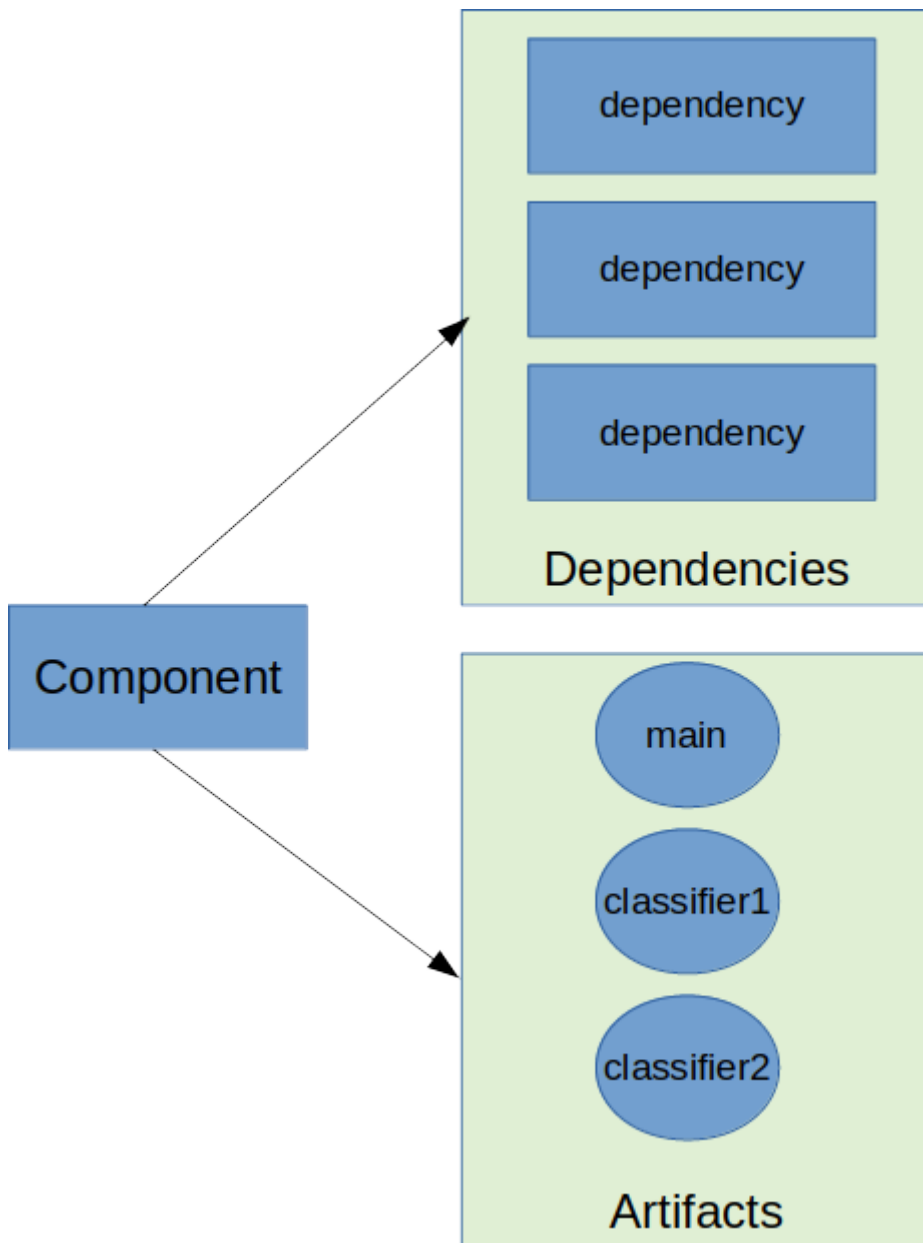 dependency
dependency
dependency
Dependencies
Component
main
classifier1
classifier2
Artifacts